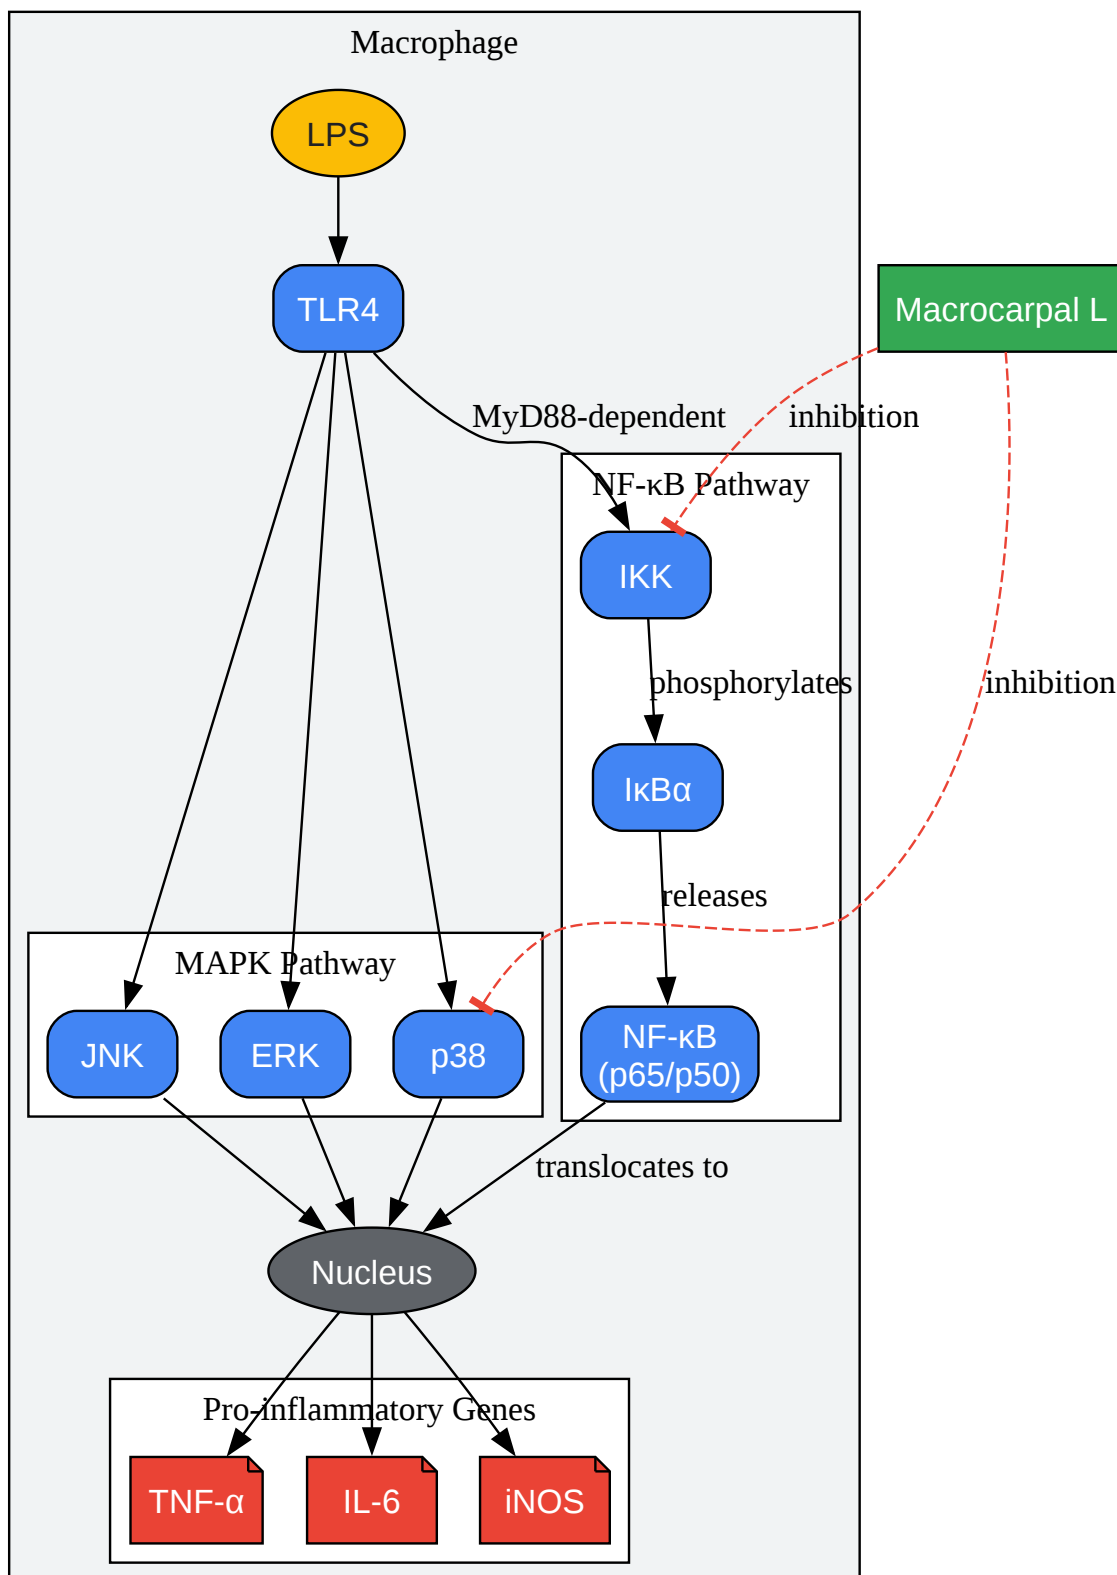 Macrophage
LPS
TLR4
Macrocarpal L
MyD88-dependent
inhibition
NF-κB Pathway
IKK
phosphorylates
inhibition
IκBα
releases
MAPK Pathway
JNK
ERK
p38
NF-κB
(p65/p50)
translocates to
Nucleus
Pro-inflammatory Genes
TNF-α
IL-6
iNOS